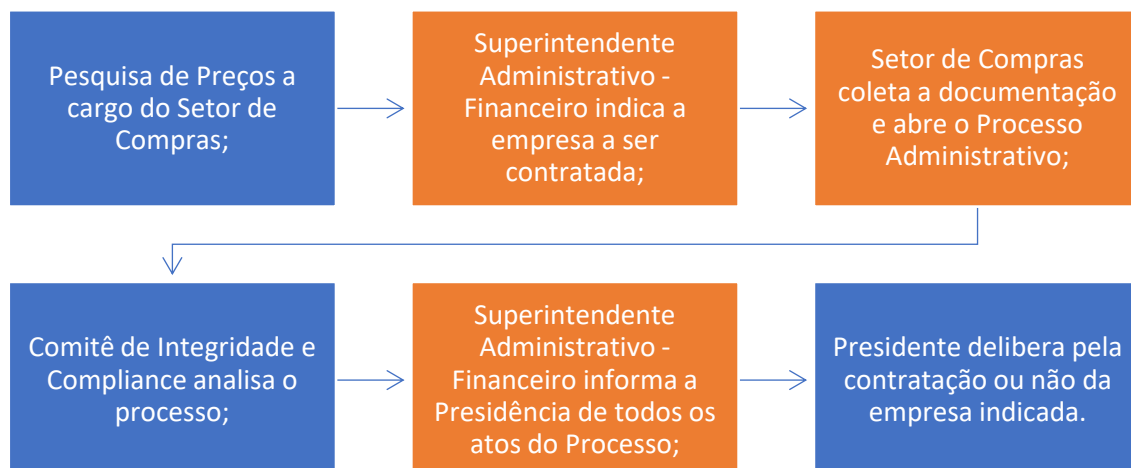 Pesquisa de Preços a
cargo do Setor de
Compras;
Superintendente
Administrativo -
Financeiro indica a
empresa a ser
contratada;
Setor de Compras
coleta a documentação
e abre o Processo
Administrativo;
Comitê de Integridade e
Compliance analisa o
processo;
Superintendente
Administrativo -
Financeiro informa a
Presidência de todos os
atos do Processo;
Presidente delibera pela
contratação ou não da
empresa indicada.